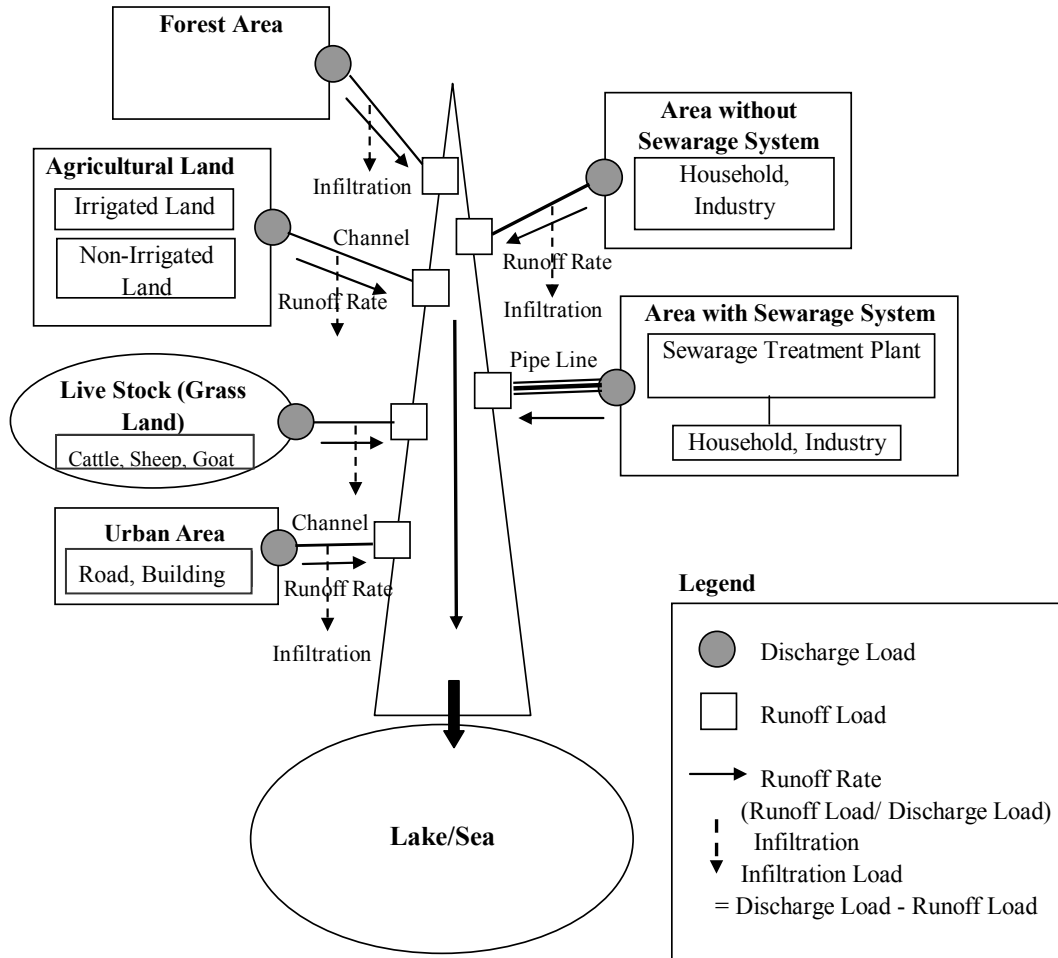 Forest Area
Infiltration
Area without
Sewarage System
Household,
Industry
Runoff Rate
Infiltration
Agricultural Land
Irrigated Land
Non-Irrigated
Land
Channel
Runoff Rate
Area with Sewarage System
Sewarage Treatment Plant
Household, Industry
Pipe Line
Live Stock (Grass
Land)
Cattle, Sheep, Goat
Urban Area
Road, Building
Channel
Runoff Rate
Infiltration
Lake/Sea
Legend
Discharge Load
Runoff Load
Runoff Rate
(Runoff Load/ Discharge Load)
Infiltration
Infiltration Load
= Discharge Load - Runoff Load